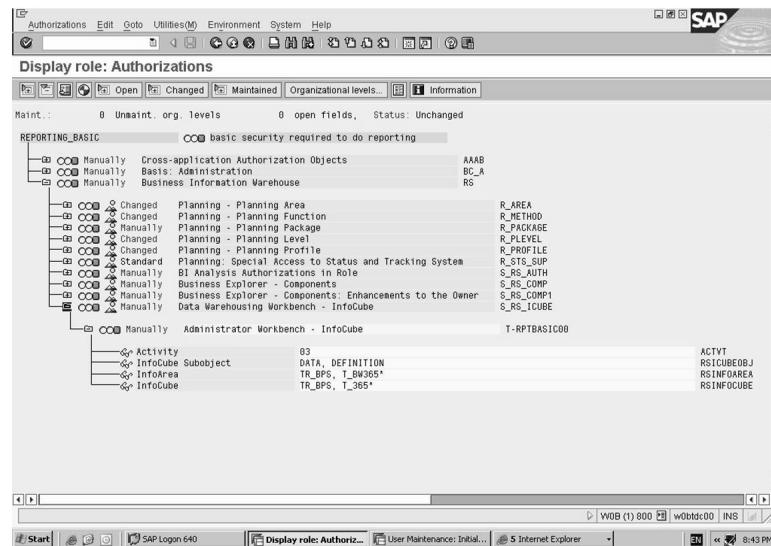 Authorizations Edit Goto Utilities(M) Environment System Help
SAP
Display role: Authorizations
Open Changed Maintained Organizational levels... Information
Maint.: 0 Unmaint. org. levels 0 open fields, Status: Unchanged
REPORTING_BASIC basic security required to do reporting
Manually Cross-application Authorization Objects AAAB
Manually Basis: Administration BC_A
Manually Business Information Warehouse RS
Changed Planning - Planning Area R_AREA
Changed Planning - Planning Function R_METHOD
Manually Planning - Planning Package R_PACKAGE
Changed Planning - Planning Level R_PLEVEL
Changed Planning - Planning Profile R_PROFILE
Standard Planning: Special Access to Status and Tracking System R_STS_SUP
Manually BI Analysis Authorizations in Role S_RS_AUTH
Manually Business Explorer - Components S_RS_COMP
Manually Business Explorer - Components: Enhancements to the Owner S_RS_COMP1
Manually Data Warehousing Workbench - InfoCube S_RS_ICUBE
Manually Administrator Workbench - InfoCube T-RPTBASIC00
Activity 03 ACTVT
InfoCube Subobject DATA, DEFINITION RSICUBEOBJ
InfoArea TR_BPS, T_BW365* RSINFOAREA
InfoCube TR_BPS, T_365* RSINFOCUBE
W0B (1) 800 w0btdc00 INS
Start SAP Logon 640 Display role: Authoriz... User Maintenance: Initial... 5 Internet Explorer EN « 8:43 PM